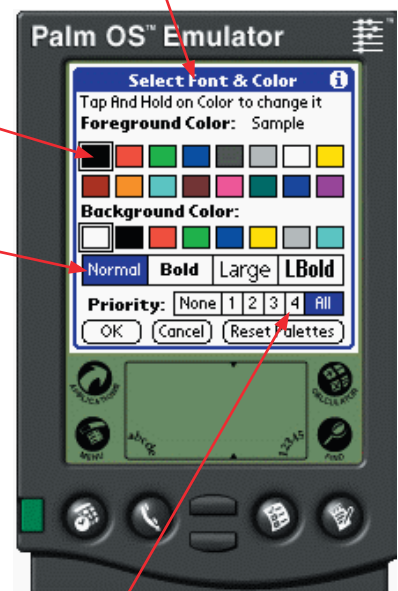 Palm OS™ Emulator
Select Font & Color i
Tap And Hold on Color to change it
Foreground Color: Sample
Background Color:
Normal Bold Large LBold
Priority: None 1 2 3 4 All
OK Cancel Reset Palettes
APPLICATIONS
CALCULATOR
MENU
abcde
12345
FIND